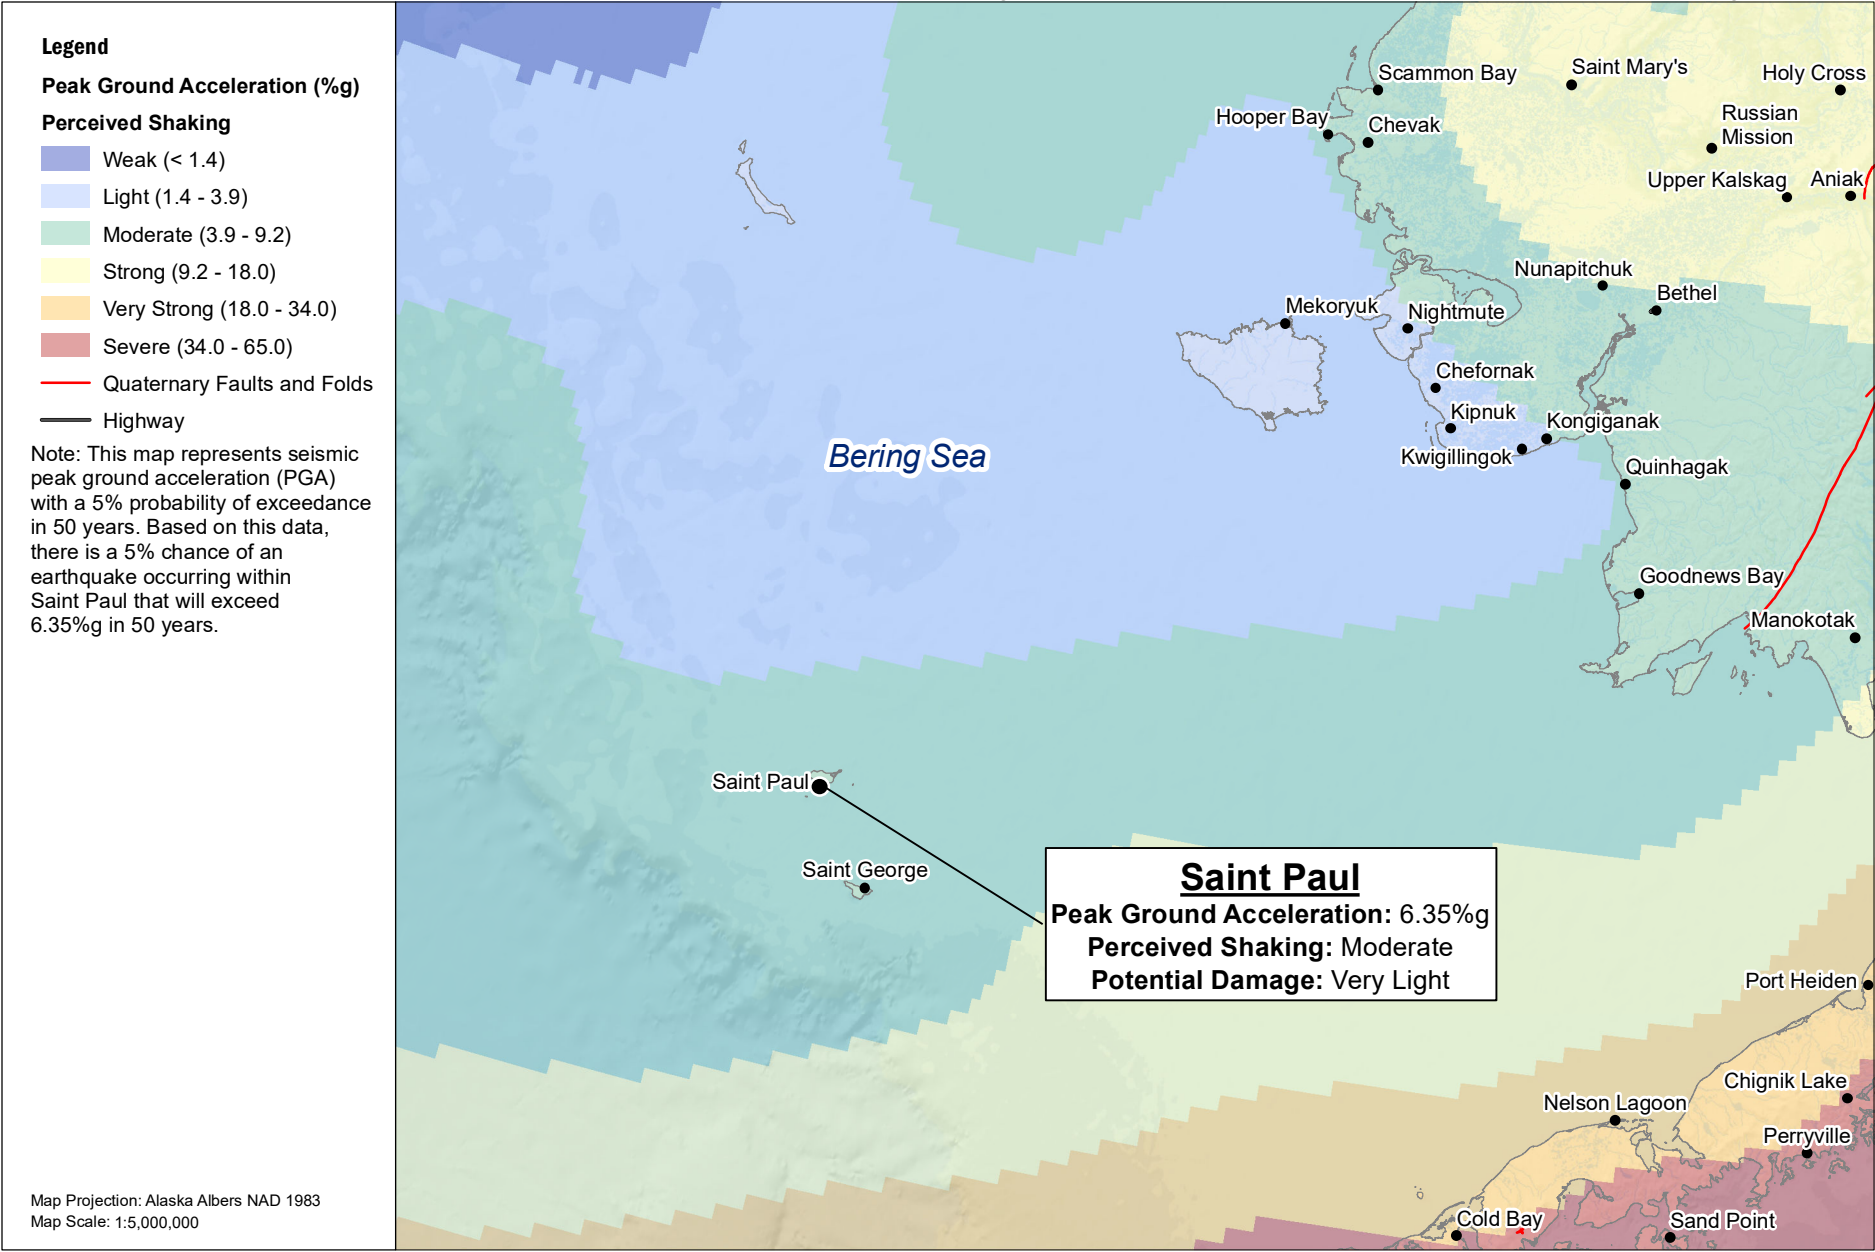 Legend
Peak Ground Acceleration (%g)
Perceived Shaking
Weak (< 1.4)
Light (1.4 - 3.9)
Moderate (3.9 - 9.2)
Strong (9.2 - 18.0)
Very Strong (18.0 - 34.0)
Severe (34.0 - 65.0)
Quaternary Faults and Folds
Highway
Note: This map represents seismic
peak ground acceleration (PGA)
with a 5% probability of exceedance
in 50 years. Based on this data,
there is a 5% chance of an
earthquake occurring within
Saint Paul that will exceed
6.35%g in 50 years.
Map Projection: Alaska Albers NAD 1983
Map Scale: 1:5,000,000
Scammon Bay
Saint Mary's
Holy Cross
Hooper Bay
Chevak
Russian
Mission
Upper Kalskag
Aniak
Nunapitchuk
Bethel
Mekoryuk
Nightmute
Chefornak
Kipnuk
Kongiganak
Kwigillingok
Bering Sea
Quinhagak
Goodnews Bay
Manokotak
Saint Paul
Saint George
Saint Paul
Peak Ground Acceleration: 6.35%g
Perceived Shaking: Moderate
Potential Damage: Very Light
Port Heiden
Chignik Lake
Nelson Lagoon
Perryville
Cold Bay
Sand Point